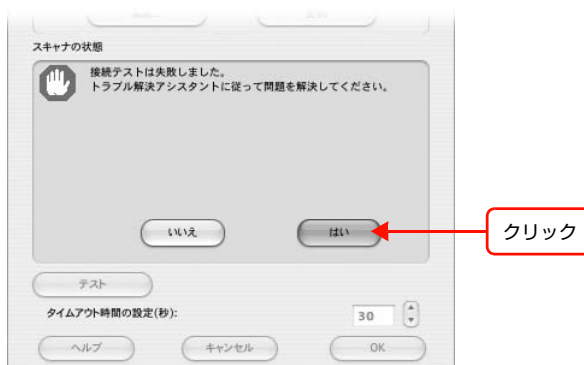 スキャナの状態
接続テストは失敗しました。
トラブル解決アシスタントに従って問題を解決してください。
いいえ
はい
クリック
テスト
タイムアウト時間の設定(秒):
30
ヘルプ
キャンセル
OK